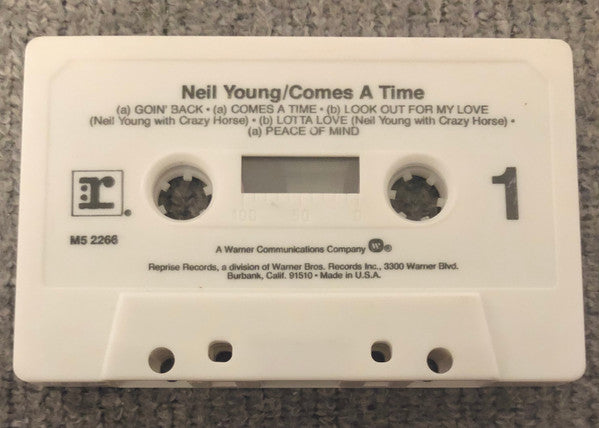 Neil Young/Comes A Time
(a) GOIN' BACK • (a) COMES A TIME • (b) LOOK OUT FOR MY LOVE
(Neil Young with Crazy Horse) • (b) LOTTA LOVE (Neil Young with Crazy Horse) •
(a) PEACE OF MIND
r
®
1
100 50 0
M5 2266
A Warner Communications Company W ®
Reprise Records, a division of Warner Bros. Records Inc., 3300 Warner Blvd.
Burbank, Calif. 91510 • Made in U.S.A.